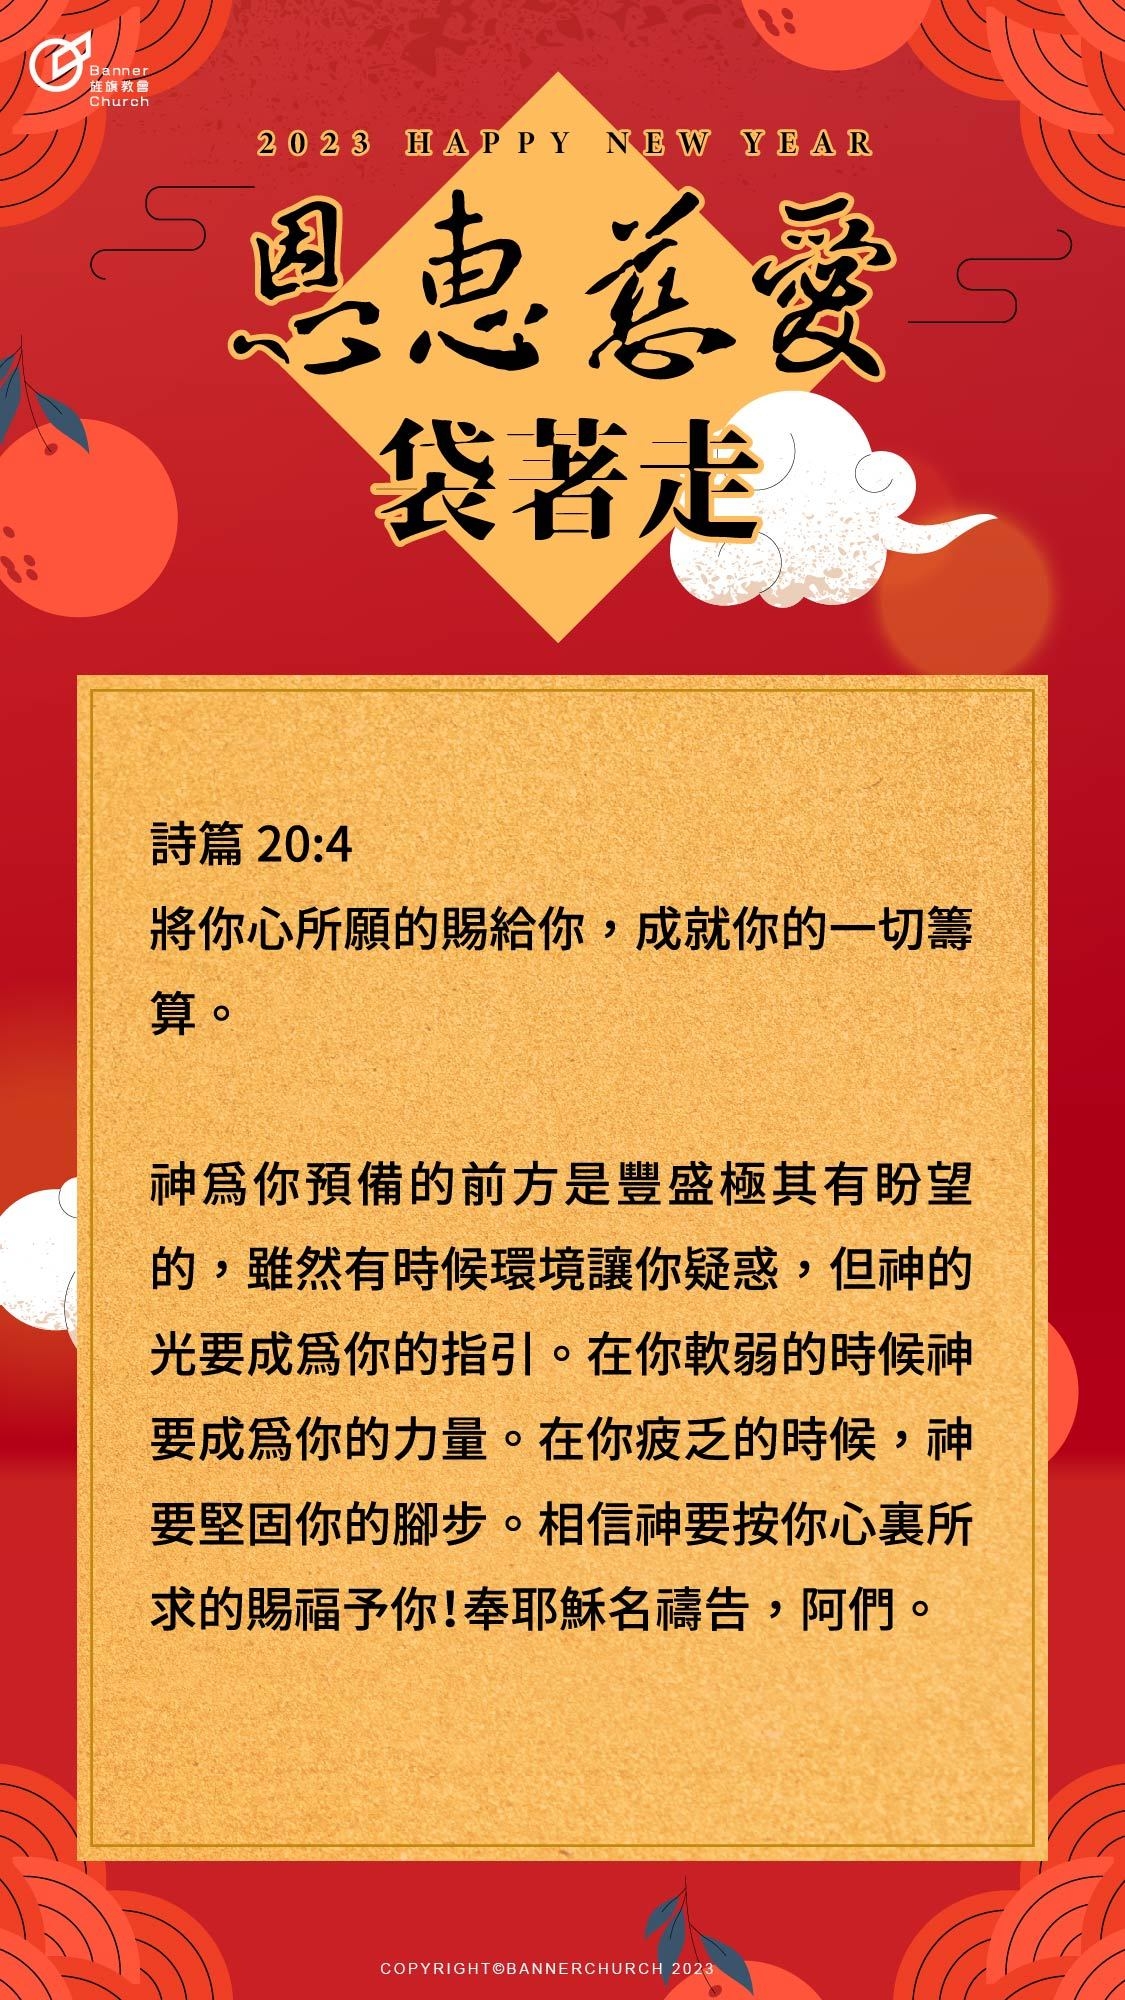 Banner
旌旗教會
Church
2023 HAPPY NEW YEAR
恩惠慈愛
袋著走
詩篇 20:4
將你心所願的賜給你，成就你的一切籌
算。
神爲你預備的前方是豐盛極其有盼望
的，雖然有時候環境讓你疑惑，但神的
光要成爲你的指引。在你軟弱的時候神
要成爲你的力量。在你疲乏的時候，神
要堅固你的腳步。相信神要按你心裏所
求的賜福予你！奉耶穌名禱告，阿們。
COPYRIGHT©BANNERCHURCH 2023